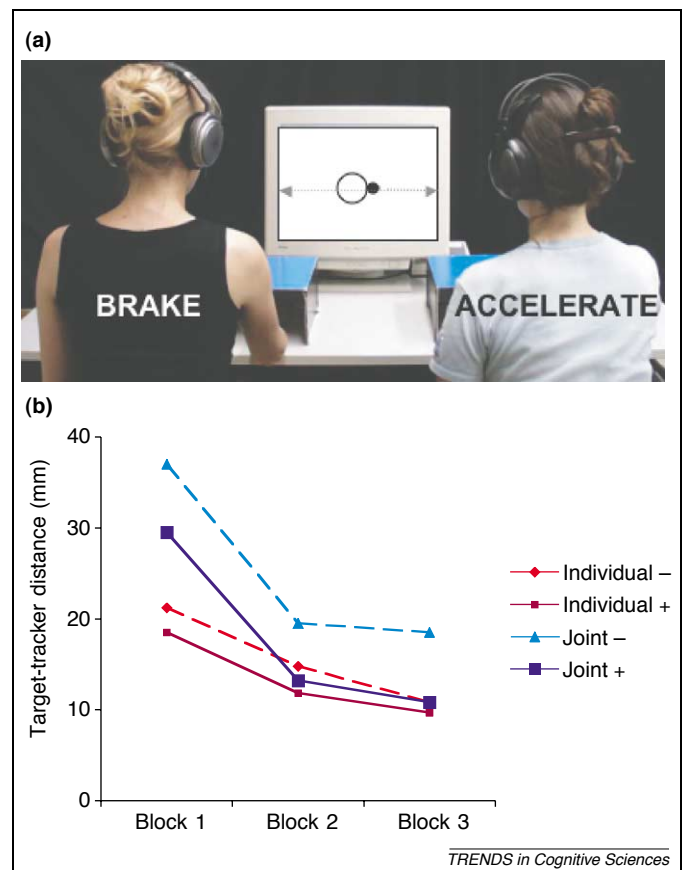 (a)
BRAKE
ACCELERATE
(b)
Target-tracker distance (mm)
40
30
20
10
0
Block 1
Block 2
Block 3
Individual –
Individual +
Joint –
Joint +
TRENDS in Cognitive Sciences